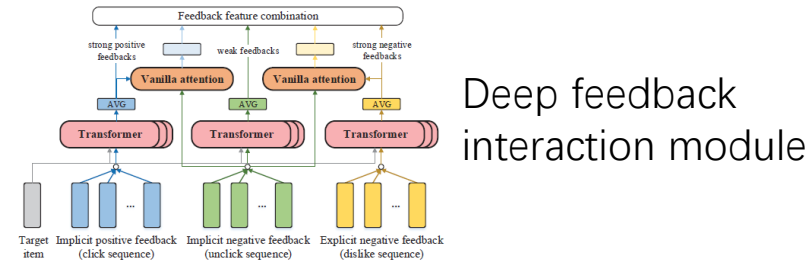 Feedback feature combination
strong positive
feedbacks
weak feedbacks
strong negative
feedbacks
Vanilla attention
Vanilla attention
AVG
AVG
AVG
Transformer
Transformer
Transformer
...
...
...
Target
item
Implicit positive feedback
(click sequence)
Implicit negative feedback
(unclick sequence)
Explicit negative feedback
(dislike sequence)
Deep feedback
interaction module